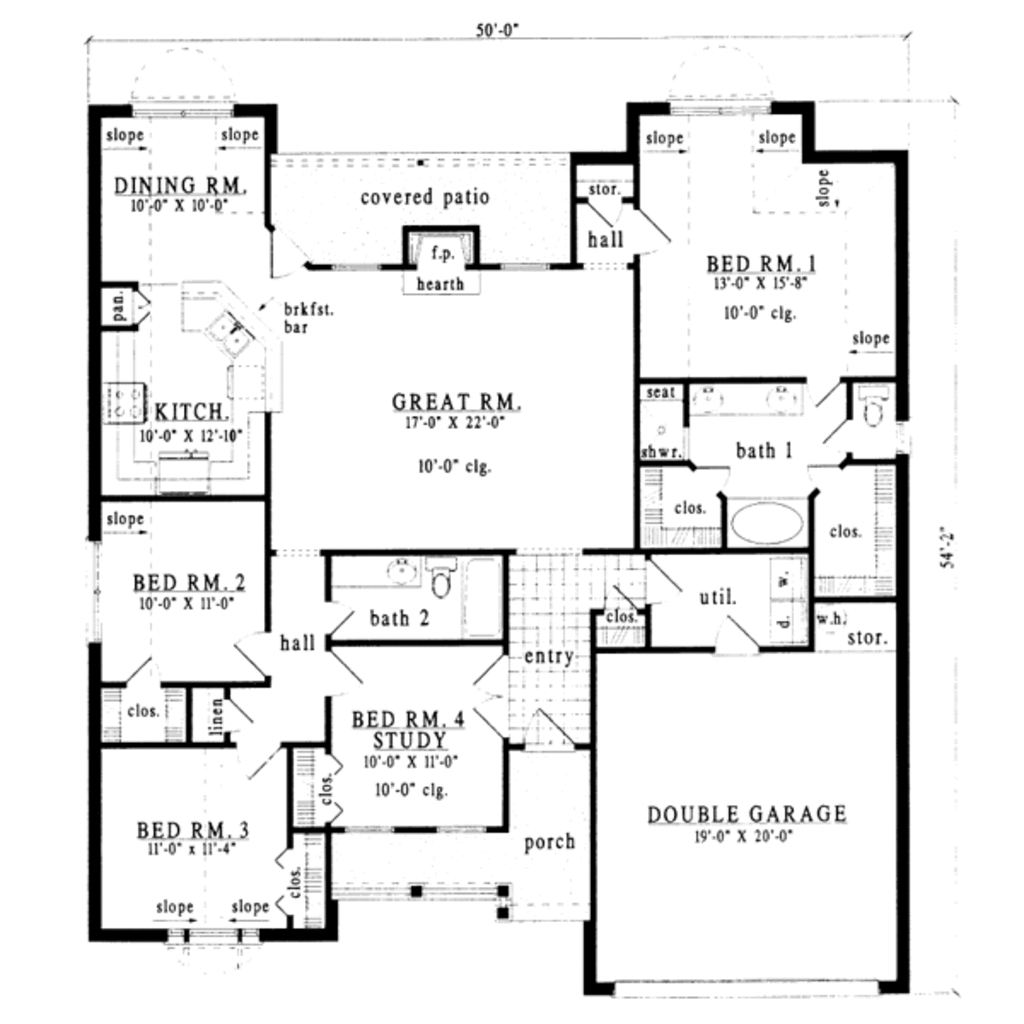 50'-0"
slope
slope
slope
slope
DINING RM.
10'-0" X 10'-0"
covered patio
stor.
slope
hall
f.p.
hearth
BED RM. 1
13'-0" X 15'-8"
10'-0" clg.
pan.
brkfst.
bar
slope
KITCH.
10'-0" X 12'-10"
GREAT RM.
17'-0" X 22'-0"
10'-0" clg.
seat
shwr.
bath 1
clos.
clos.
slope
BED RM. 2
10'-0" X 11'-0"
hall
bath 2
util.
w.
d.
clos.
w.h.
stor.
54'-2"
entry
clos.
linen
BED RM. 4
STUDY
10'-0" X 11'-0"
10'-0" clg.
clos.
BED RM. 3
11'-0" x 11'-4"
clos.
slope
slope
porch
DOUBLE GARAGE
19'-0" X 20'-0"